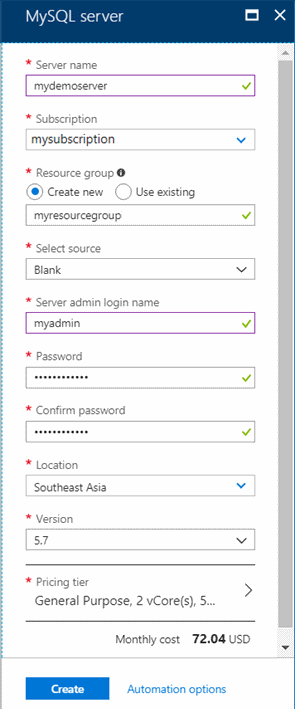 MySQL server
* Server name
mydemoserver
* Subscription
mysubscription
* Resource group
Create new Use existing
myresourcegroup
* Select source
Blank
* Server admin login name
myadmin
* Password
••••••••••••
* Confirm password
••••••••••••
* Location
Southeast Asia
* Version
5.7
* Pricing tier
General Purpose, 2 vCore(s), 5...
Monthly cost 72.04 USD
Create Automation options